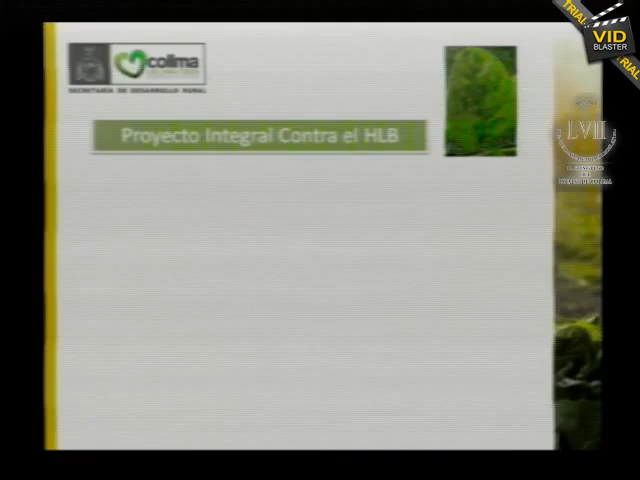 colima
SECRETARÍA DE DESARROLLO RURAL
Proyecto Integral Contra el HLB
TRIAL
VID
BLASTER
TRIAL
LVII